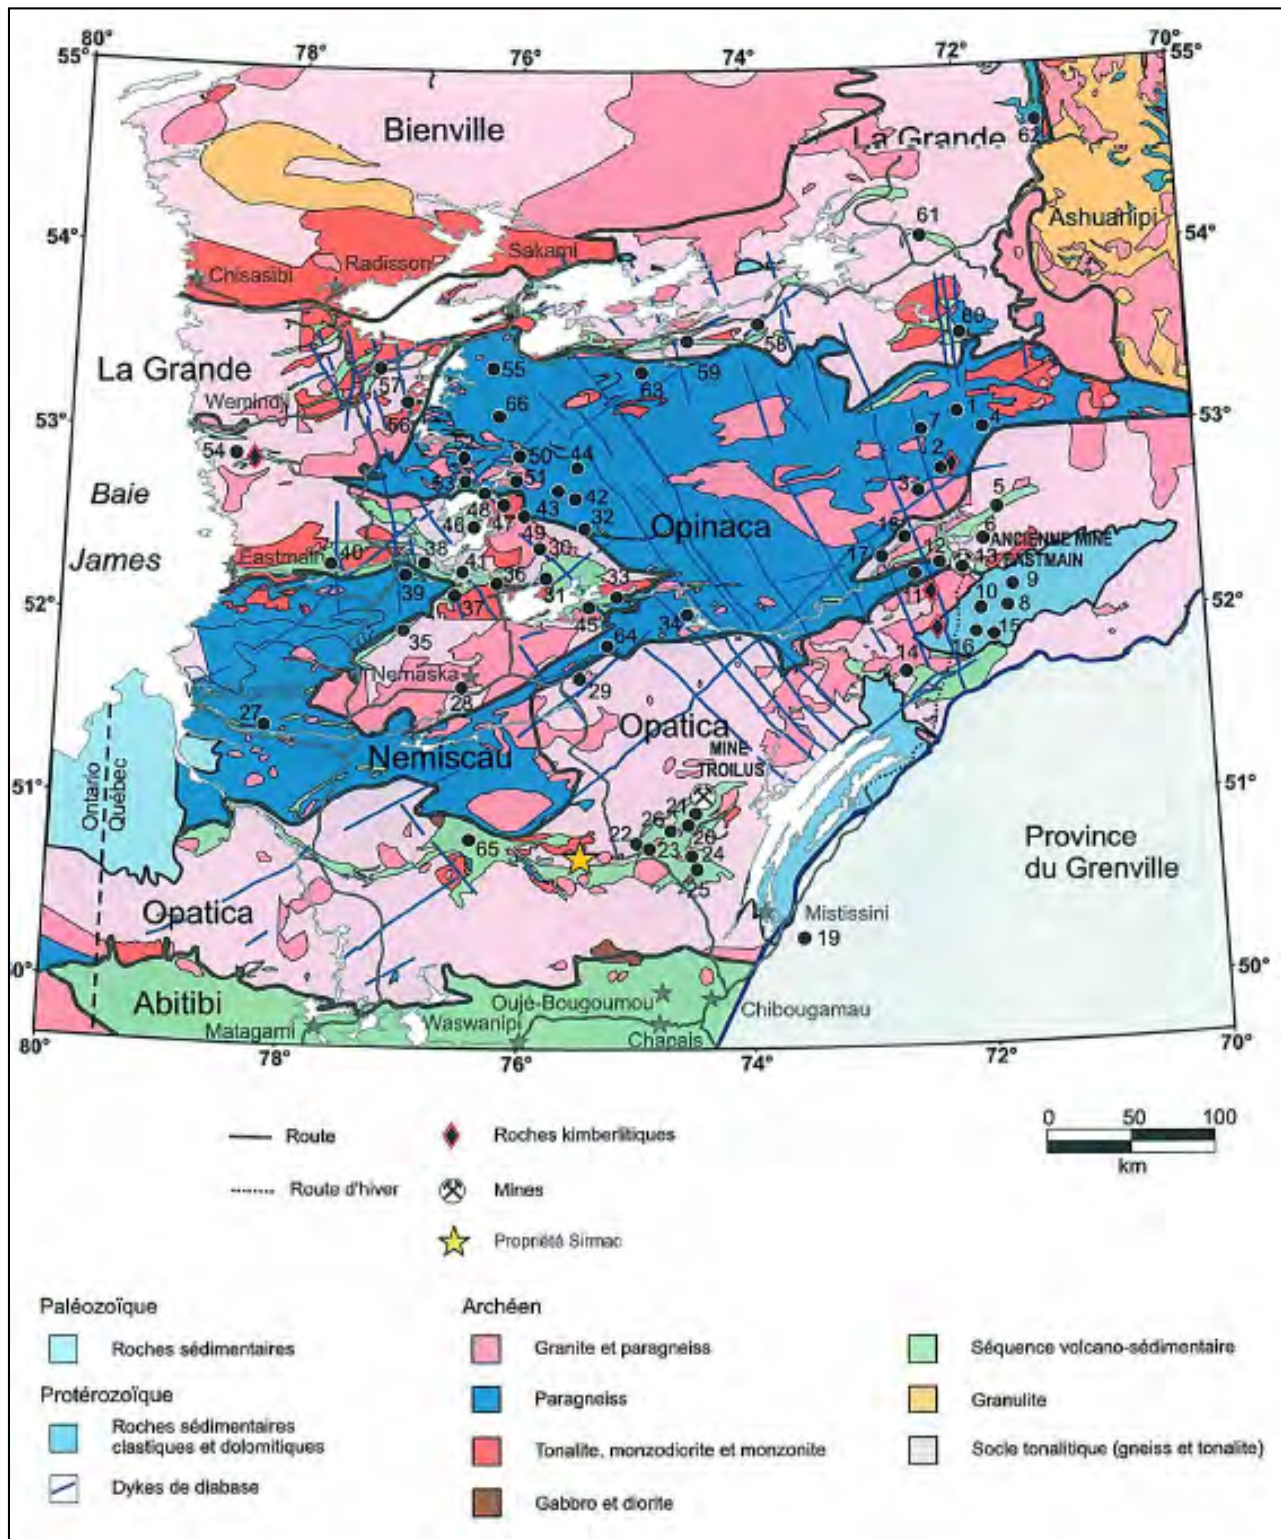 80°
78°
76°
74°
72°
70°
55°
55°
Bienville
La Grande
62
Ashuanipi
61
54°
54°
Sakami
Radisson
Chisasibi
60
58
59
63
55
57
La Grande
Wemindji
56
66
53°
53°
1
4
7
2
54
50
44
51
53
42
43
32
3
5
Baie
James
48
47
46
49
Opinaca
6
ANCIENNE MINE
EASTMAIN
Eastmain
40
38
30
17
12
13
41
36
31
33
11
10
9
8
39
37
45
34
52°
52°
15
16
35
64
14
Nemaska
28
29
27
Opatica
Nemiscau
MINE
TROILUS
51°
51°
Ontario
Québec
21
26
22
20
23
24
25
65
Province
du Grenville
Opatica
Mistissini
19
50°
50°
Abitibi
Oujé-Bougoumou
Chibougamau
Matagami
Waswanipi
Chapais
80°
78°
76°
74°
72°
70°
Route
Roches kimberlitiques
0 50 100
km
Route d'hiver
Mines
Propriété Sirmac
Paléozoïque
Archéen
Roches sédimentaires
Granite et paragneiss
Séquence volcano-sédimentaire
Protérozoïque
Paragneiss
Granulite
Roches sédimentaires
clastiques et dolomitiques
Tonalite, monzodiorite et monzonite
Socle tonalitique (gneiss et tonalite)
Dykes de diabase
Gabbro et diorite